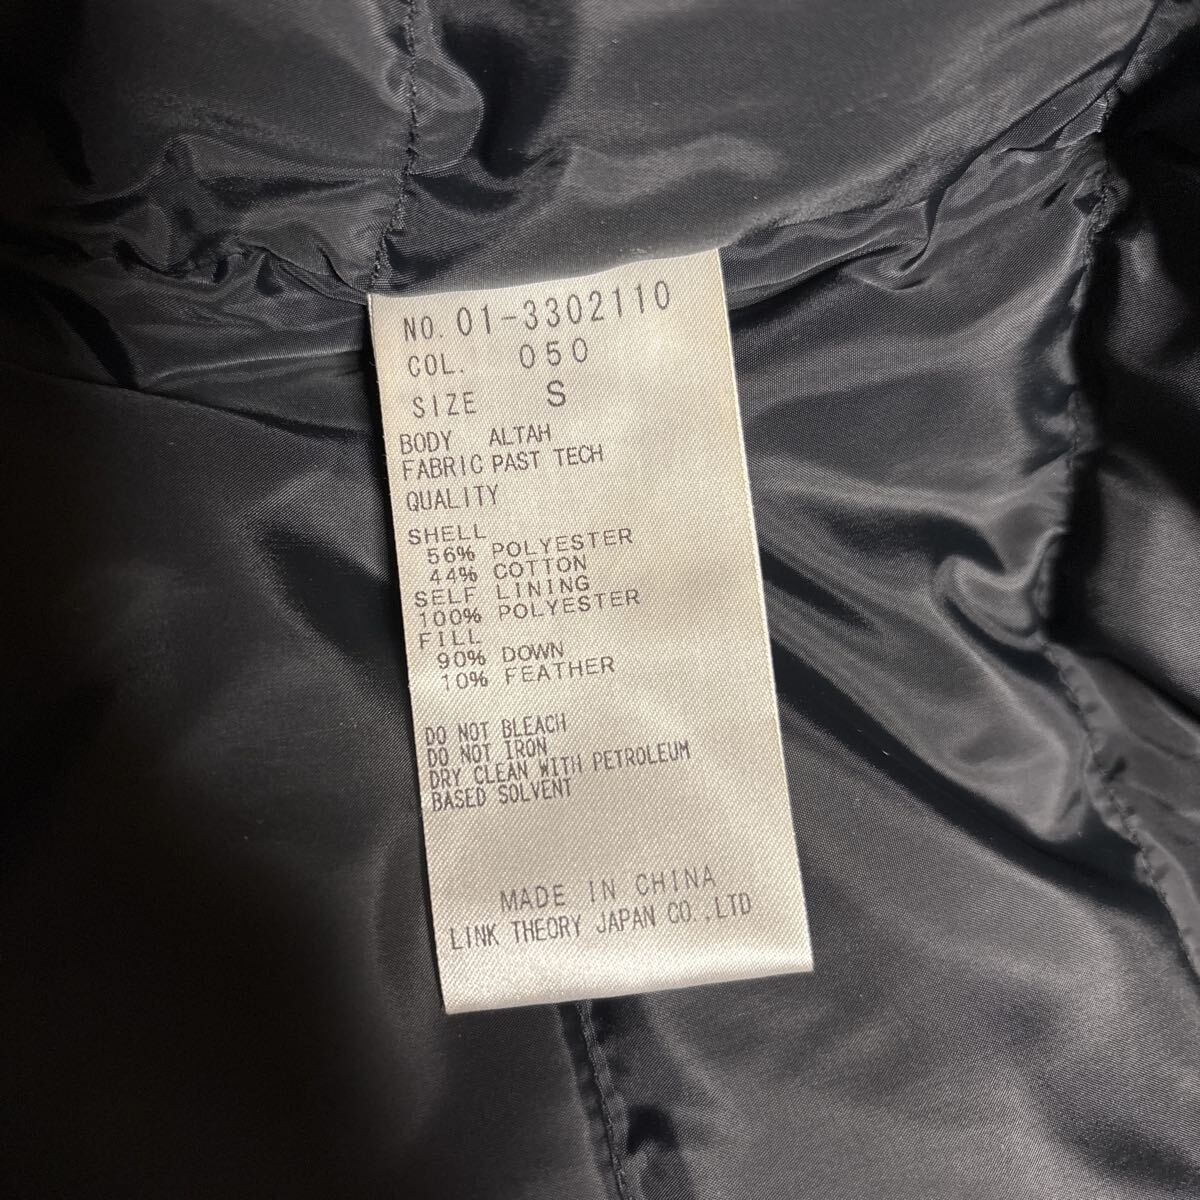 NO. 01-3302110
COL. 050
SIZE S
BODY ALTAH
FABRIC PAST TECH
QUALITY
SHELL
56% POLYESTER
44% COTTON
SELF LINING
100% POLYESTER
FILL
90% DOWN
10% FEATHER
DO NOT BLEACH
DO NOT IRON
DRY CLEAN WITH PETROLEUM
BASED SOLVENT
MADE IN CHINA
LINK THEORY JAPAN CO.,LTD